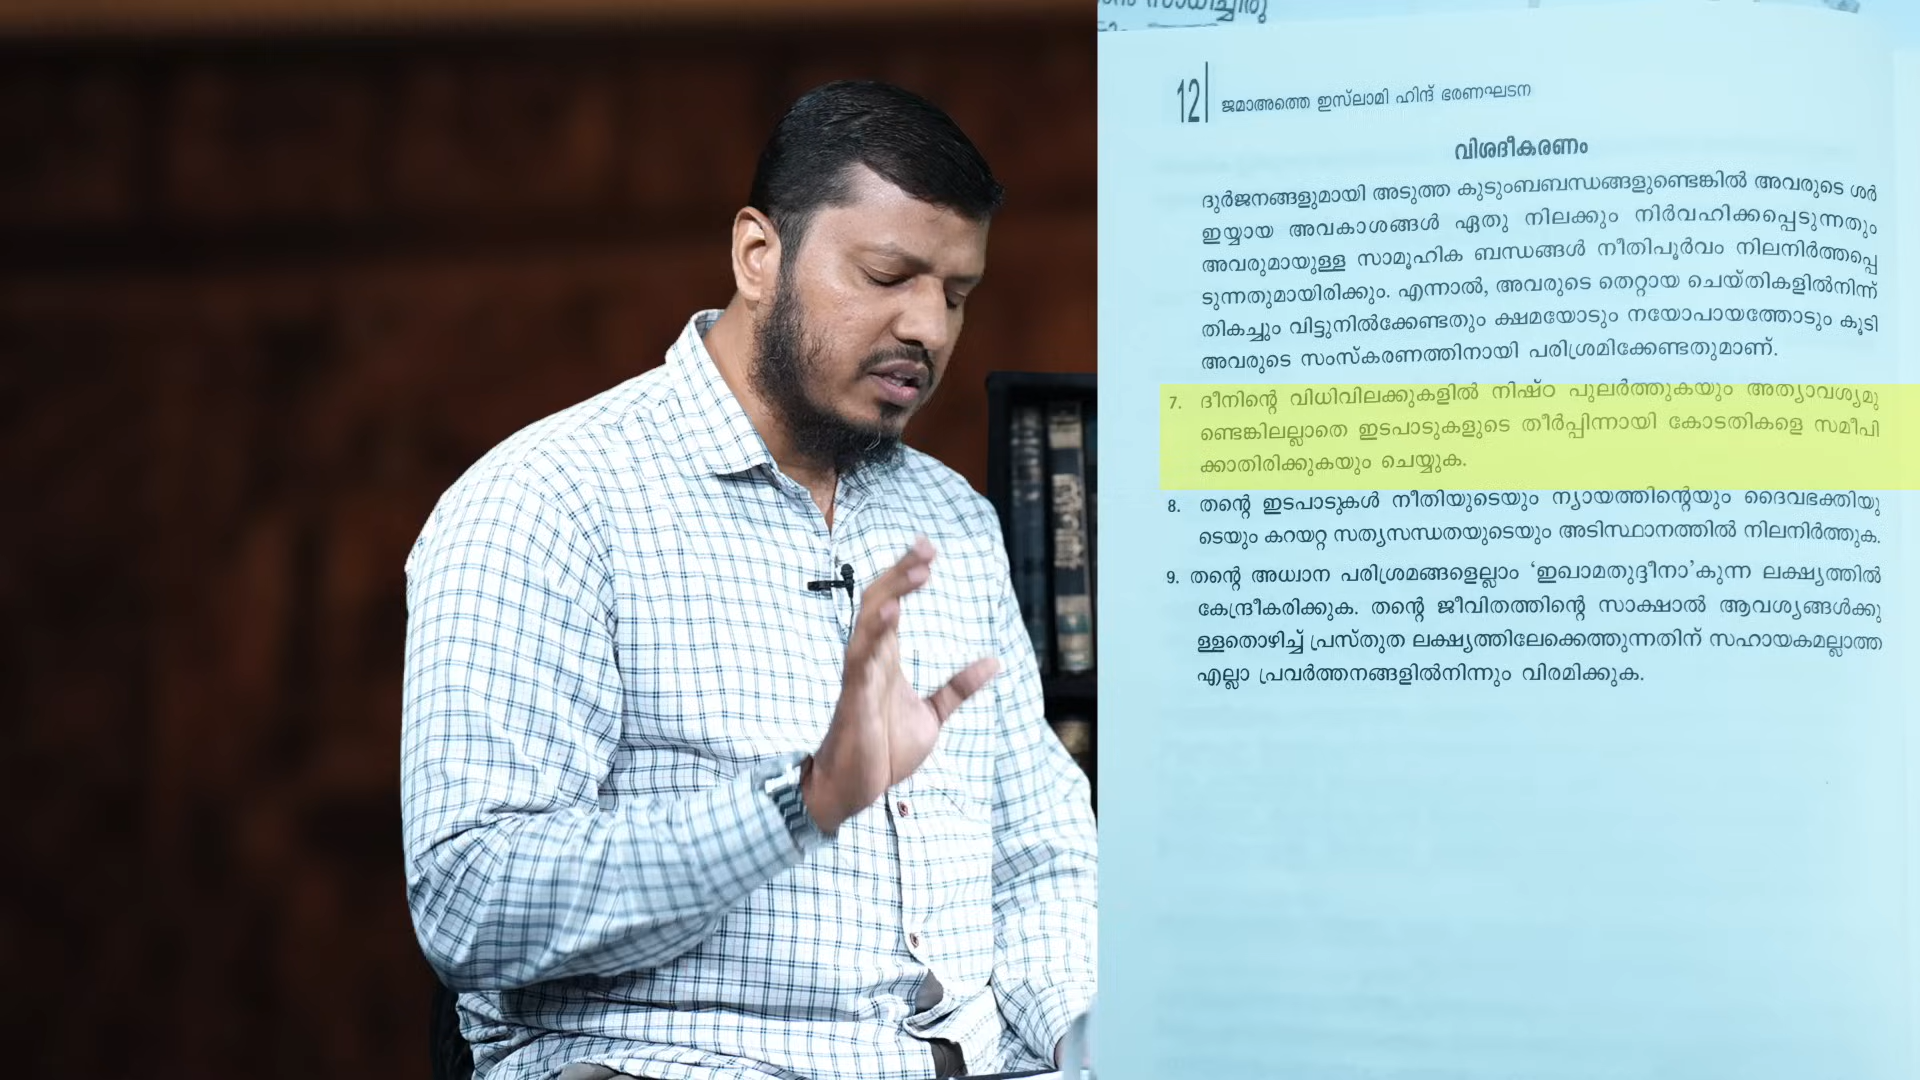 സാധിച്ചിരു
12
ജമാഅത്തെ ഇസ്‌ലാമി ഹിന്ദ് ഭരണഘടന
വിശദീകരണം
ദുർജനങ്ങളുമായി അടുത്ത കുടുംബബന്ധങ്ങളുണ്ടെങ്കിൽ അവരുടെ ശർ
ഇയ്യായ അവകാശങ്ങൾ ഏതു നിലക്കും നിർവഹിക്കപ്പെടുന്നതും
അവരുമായുള്ള സാമൂഹിക ബന്ധങ്ങൾ നീതിപൂർവം നിലനിർത്തപ്പെ
ടുന്നതുമായിരിക്കും. എന്നാൽ, അവരുടെ തെറ്റായ ചെയ്തികളിൽനിന്ന്
തികച്ചും വിട്ടുനിൽക്കേണ്ടതും ക്ഷമയോടും നയോപായത്തോടും കൂടി
അവരുടെ സംസ്കരണത്തിനായി പരിശ്രമിക്കേണ്ടതുമാണ്.
7. ദീനിന്റെ വിധിവിലക്കുകളിൽ നിഷ്ഠ പുലർത്തുകയും അത്യാവശ്യമു
ണ്ടെങ്കിലല്ലാതെ ഇടപാടുകളുടെ തീർപ്പിന്നായി കോടതികളെ സമീപി
ക്കാതിരിക്കുകയും ചെയ്യുക.
8. തന്റെ ഇടപാടുകൾ നീതിയുടെയും ന്യായത്തിന്റെയും ദൈവഭക്തിയു
ടെയും കറയറ്റ സത്യസന്ധതയുടെയും അടിസ്ഥാനത്തിൽ നിലനിർത്തുക.
9. തന്റെ അധ്വാന പരിശ്രമങ്ങളെല്ലാം ‘ഇഖാമതുദ്ദീനാ’കുന്ന ലക്ഷ്യത്തിൽ
കേന്ദ്രീകരിക്കുക. തന്റെ ജീവിതത്തിന്റെ സാക്ഷാൽ ആവശ്യങ്ങൾക്കു
ള്ളതൊഴിച്ച് പ്രസ്തുത ലക്ഷ്യത്തിലേക്കെത്തുന്നതിന് സഹായകമല്ലാത്ത
എല്ലാ പ്രവർത്തനങ്ങളിൽനിന്നും വിരമിക്കുക.